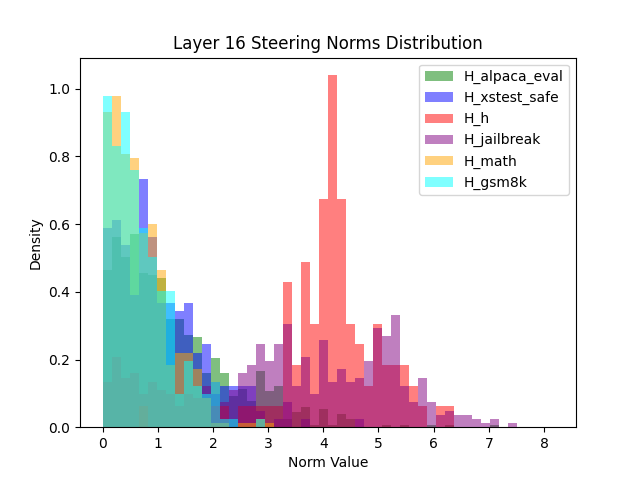 Layer 16 Steering Norms Distribution
H_alpaca_eval
H_xstest_safe
H_h
H_jailbreak
H_math
H_gsm8k
Density
1.0
0.8
0.6
0.4
0.2
0.0
0 1 2 3 4 5 6 7 8
Norm Value